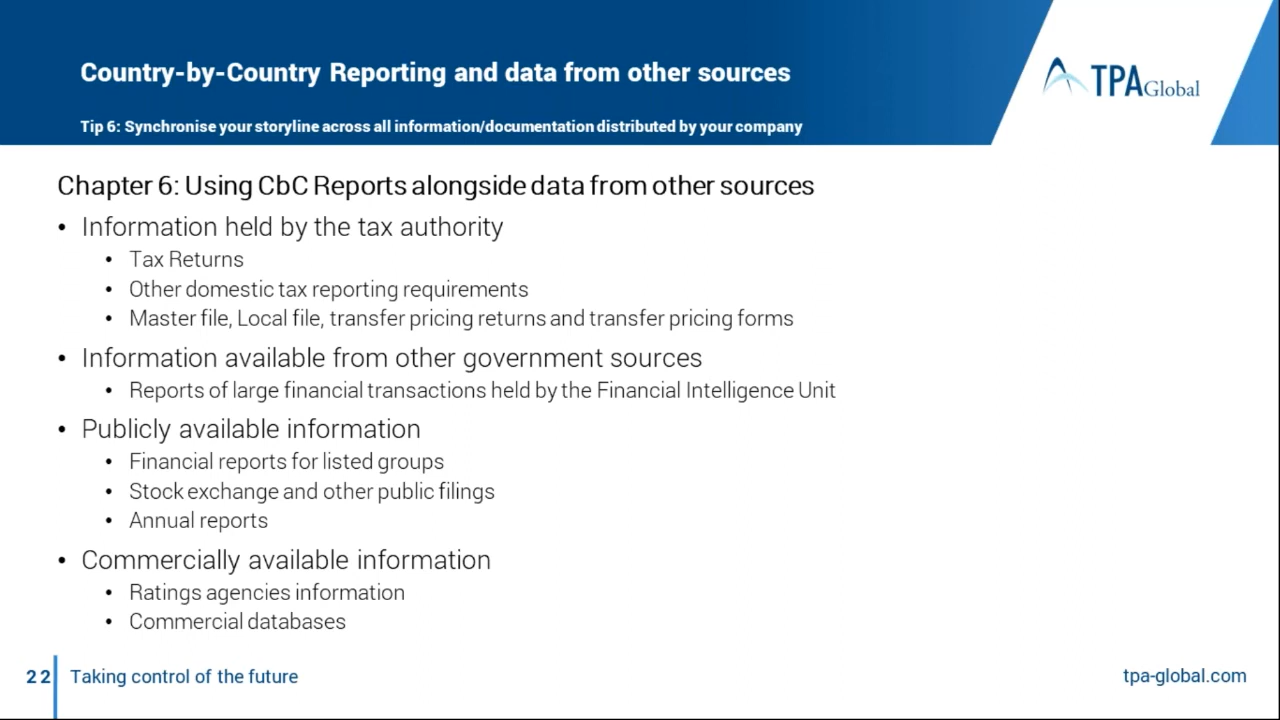 Country-by-Country Reporting and data from other sources
Tip 6: Synchronise your storyline across all information/documentation distributed by your company
TPA Global
Chapter 6: Using CbC Reports alongside data from other sources
• Information held by the tax authority
• Tax Returns
• Other domestic tax reporting requirements
• Master file, Local file, transfer pricing returns and transfer pricing forms
• Information available from other government sources
• Reports of large financial transactions held by the Financial Intelligence Unit
• Publicly available information
• Financial reports for listed groups
• Stock exchange and other public filings
• Annual reports
• Commercially available information
• Ratings agencies information
• Commercial databases
22 Taking control of the future
tpa-global.com